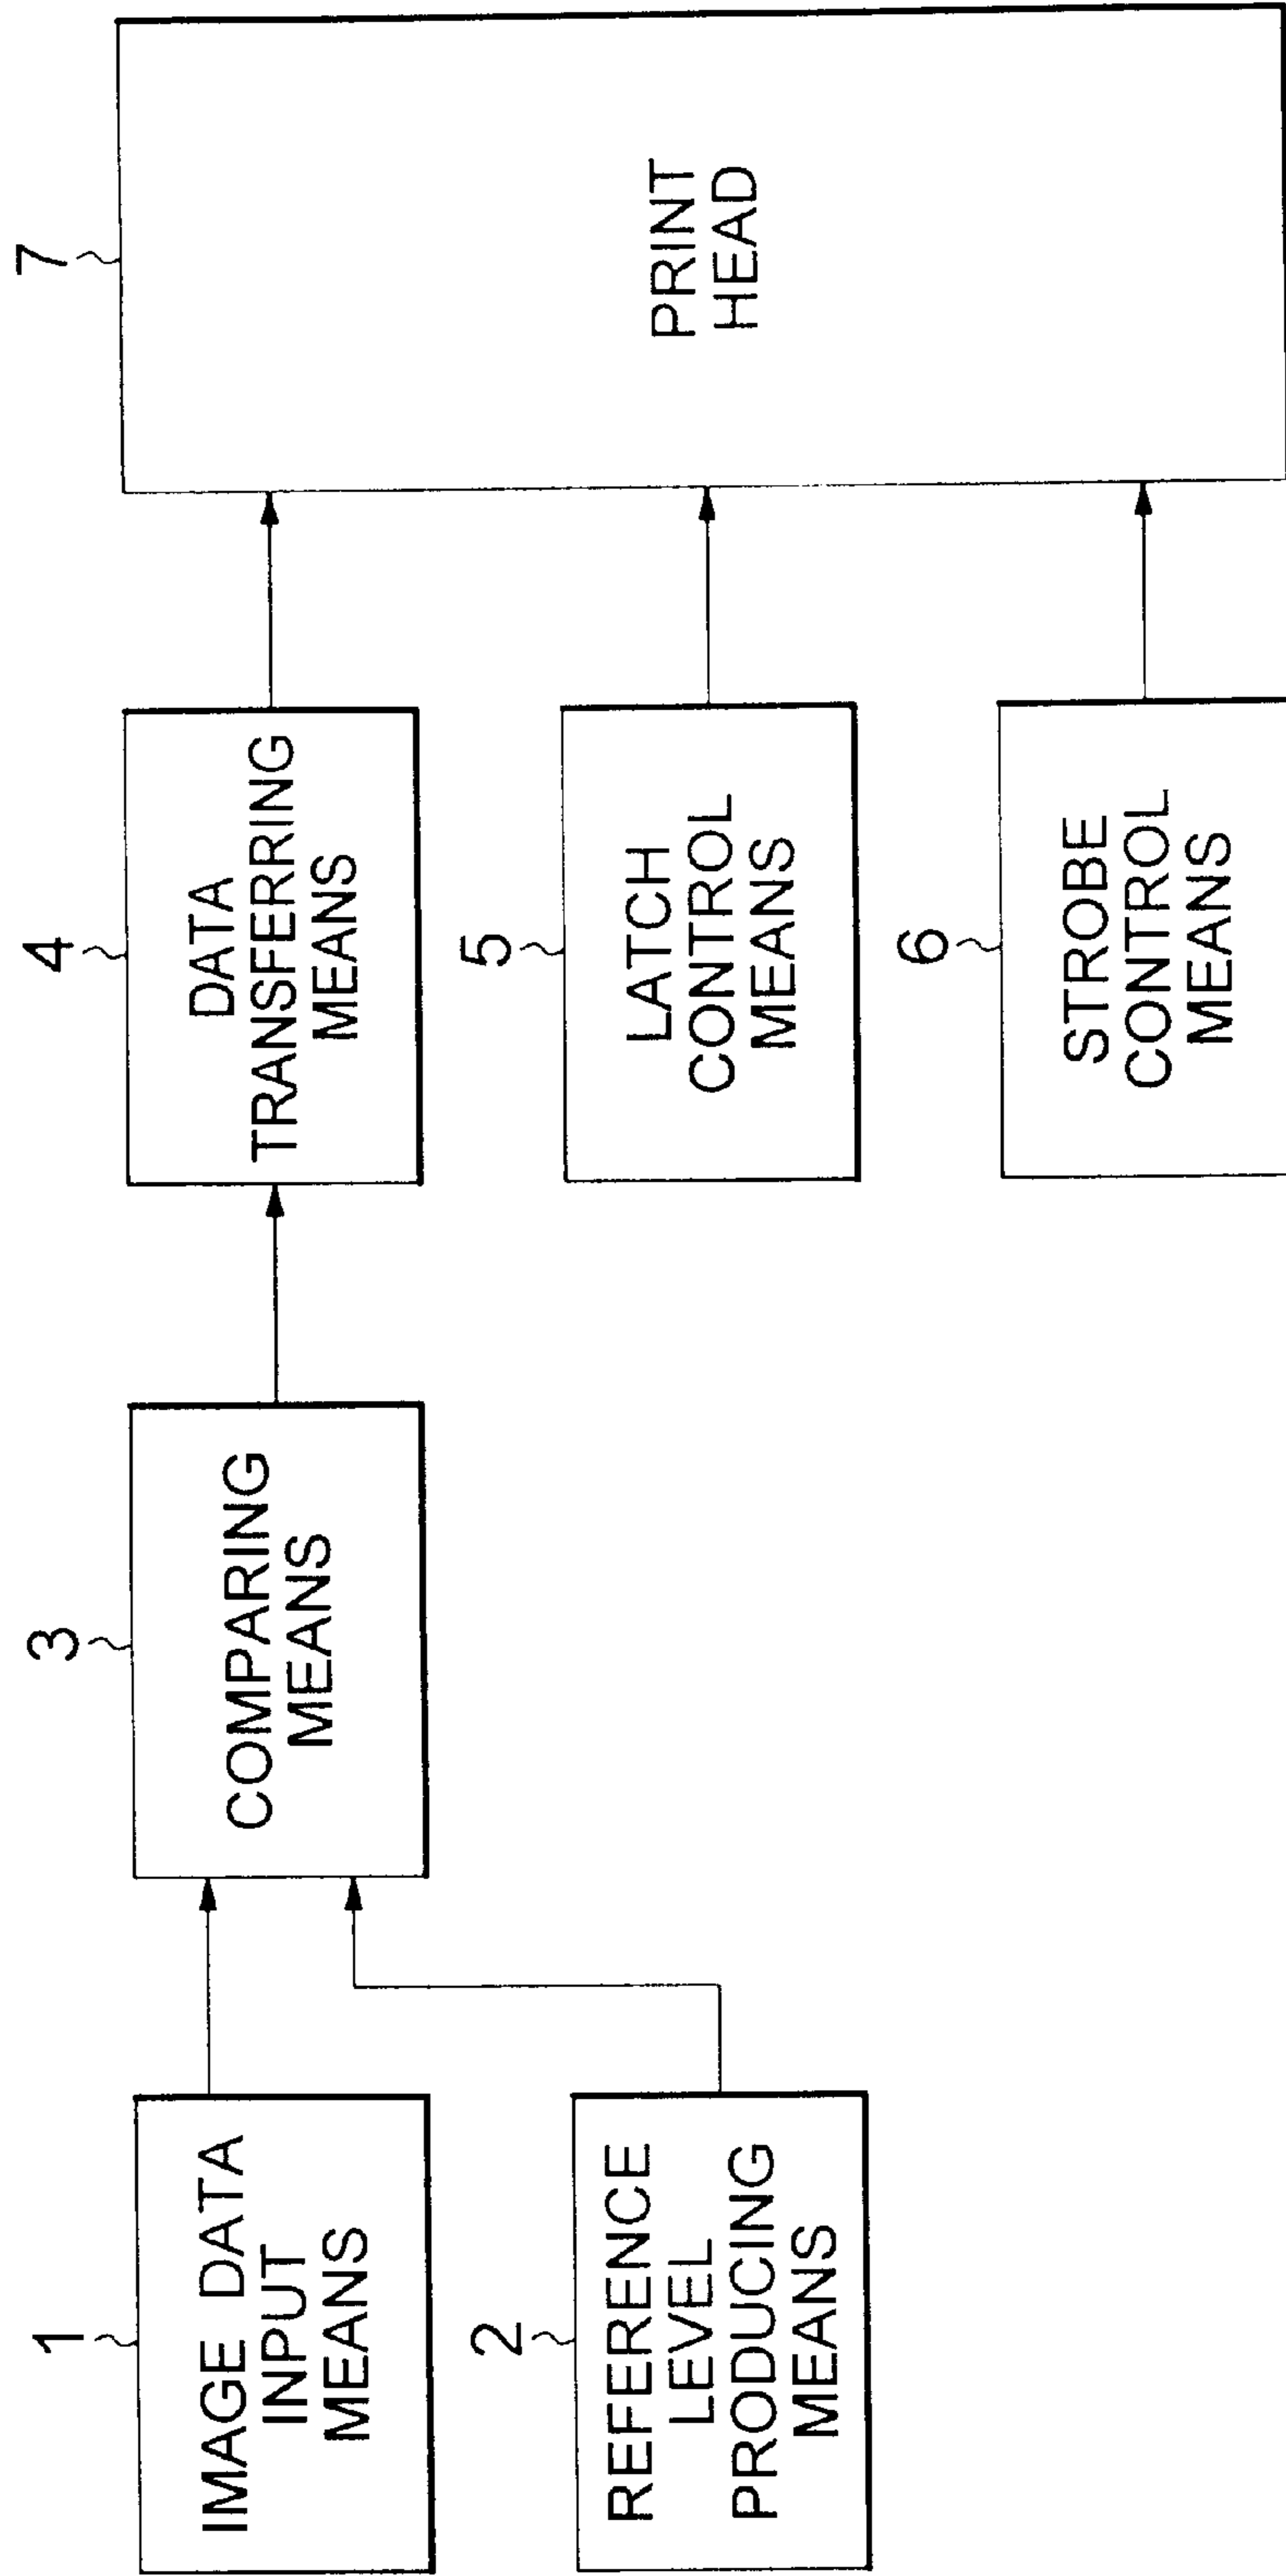 1
IMAGE DATA
INPUT
MEANS
2
REFERENCE
LEVEL
PRODUCING
MEANS
3
COMPARING
MEANS
4
DATA
TRANSFERRING
MEANS
5
LATCH
CONTROL
MEANS
6
STROBE
CONTROL
MEANS
7
PRINT
HEAD